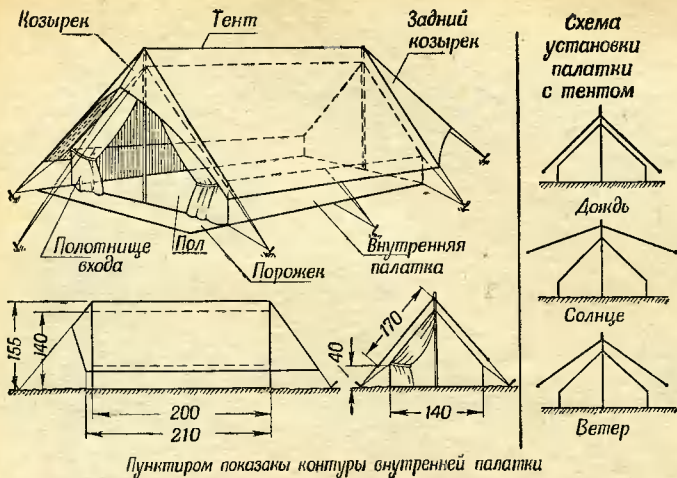 Козырек
Тент
Задний
козырек
Полотнище
входа
Пол
Порожек
Внутренняя
палатка
155
140
200
210
40
170
140
Схема
установки
палатки
с тентом
Дождь
Солнце
Ветер
Пунктиром показаны контуры внутренней палатки